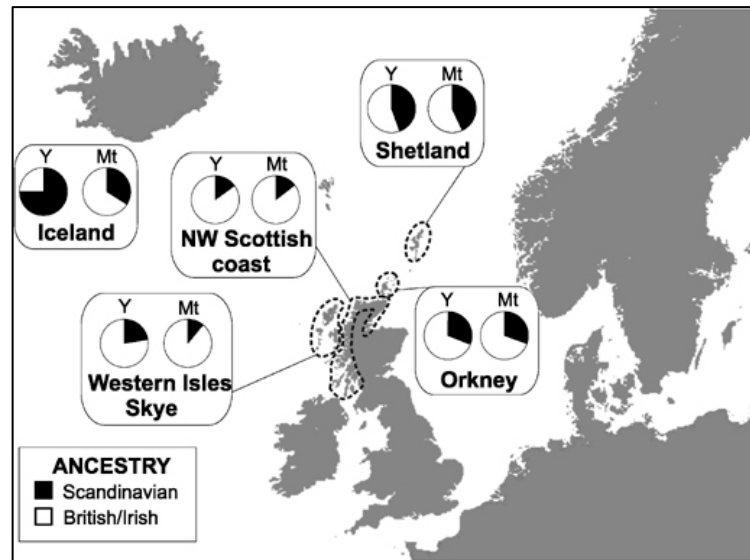 Y Mt
Shetland
Y Mt
Iceland
Y Mt
NW Scottish
coast
Y Mt
Western Isles
Skye
Y Mt
Orkney
ANCESTRY
Scandinavian
British/Irish